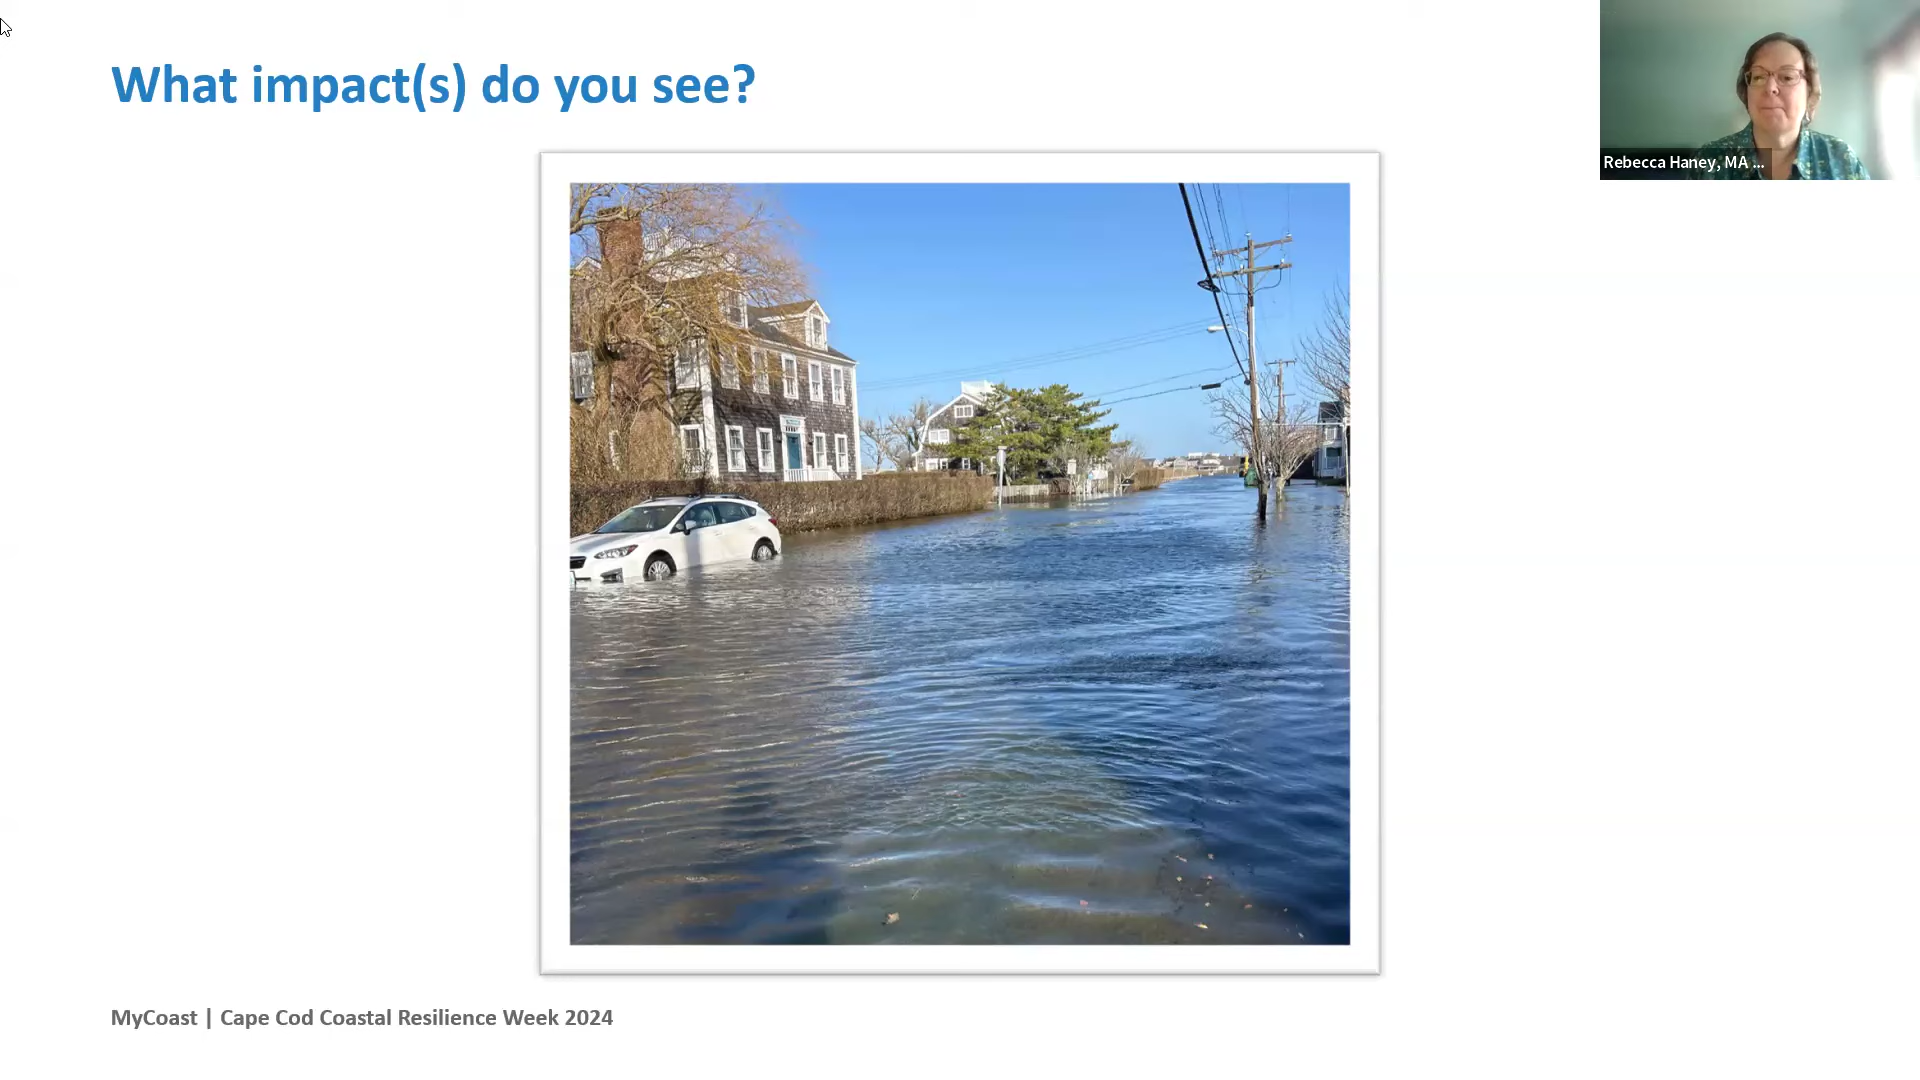 What impact(s) do you see?
Rebecca Haney, MA ...
MyCoast | Cape Cod Coastal Resilience Week 2024